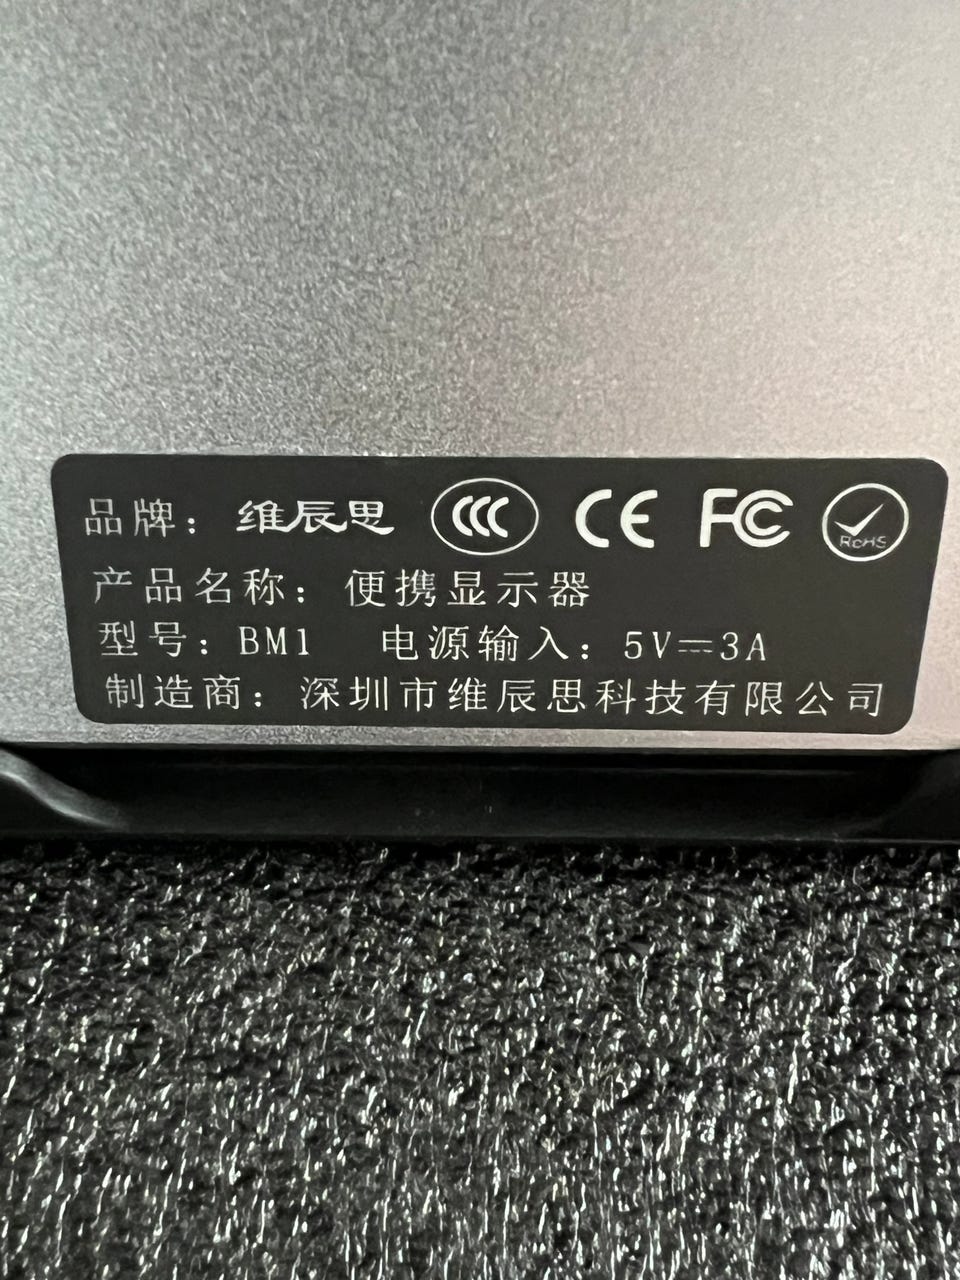 品牌：维辰思 CCC CE FC RoHS
产品名称：便携显示器
型号：BM1 电源输入：5V⎓3A
制造商：深圳市维辰思科技有限公司